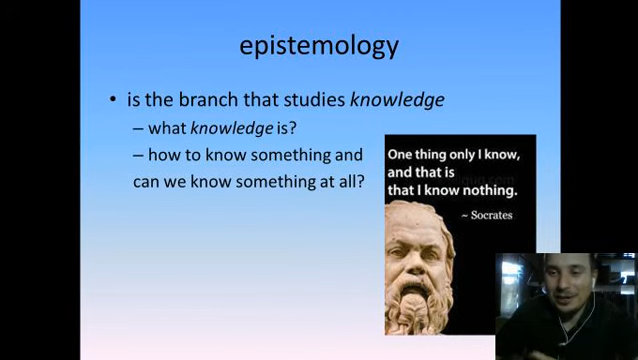 epistemology
• is the branch that studies knowledge
– what knowledge is?
– how to know something and
can we know something at all?
One thing only I know,
and that is
that I know nothing.
~ Socrates